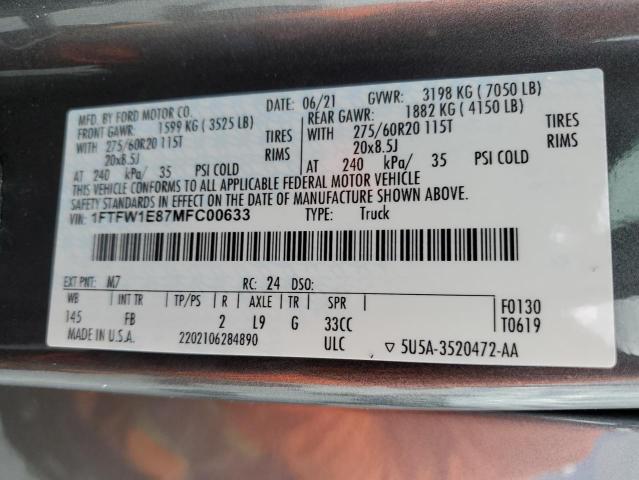 MFD. BY FORD MOTOR CO. DATE: 06/21 GVWR: 3198 KG ( 7050 LB)
FRONT GAWR: 1599 KG ( 3525 LB) REAR GAWR: 1882 KG ( 4150 LB)
WITH 275/60R20 115T TIRES WITH 275/60R20 115T TIRES
20x8.5J RIMS 20x8.5J RIMS
AT 240 kPa/ 35 PSI COLD AT 240 kPa/ 35 PSI COLD
THIS VEHICLE CONFORMS TO ALL APPLICABLE FEDERAL MOTOR VEHICLE
SAFETY STANDARDS IN EFFECT ON THE DATE OF MANUFACTURE SHOWN ABOVE.
VIN: 1FTFW1E87MFC00633 TYPE: Truck
EXT PNT: M7 RC: 24 DSO:
WB INT TR TP/PS R AXLE TR SPR F0130
145 FB 2 L9 G 33CC T0619
MADE IN U.S.A. 2202106284890 ULC ▽ 5U5A-3520472-AA